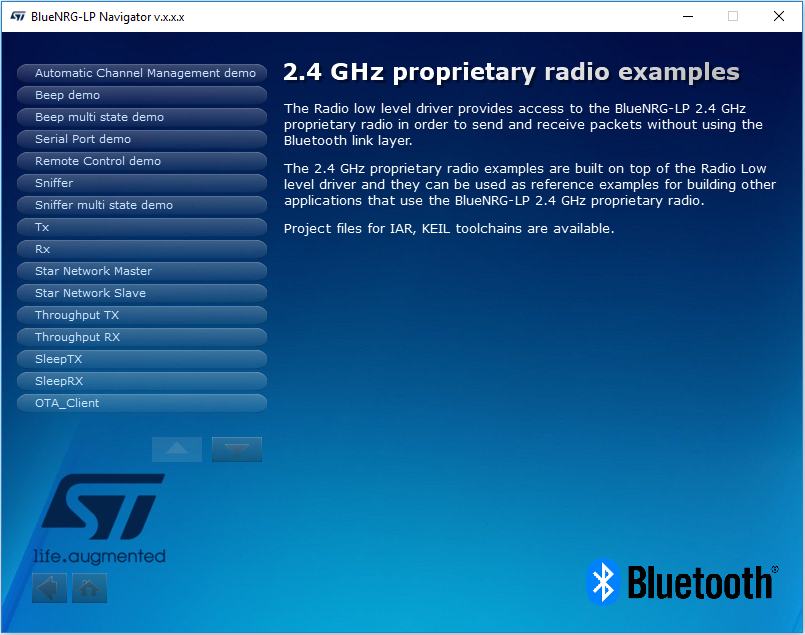 BlueNRG-LP Navigator v.x.x.x
Automatic Channel Management demo
Beep demo
Beep multi state demo
Serial Port demo
Remote Control demo
Sniffer
Sniffer multi state demo
Tx
Rx
Star Network Master
Star Network Slave
Throughput TX
Throughput RX
SleepTX
SleepRX
OTA_Client
2.4 GHz proprietary radio examples
The Radio low level driver provides access to the BlueNRG-LP 2.4 GHz
proprietary radio in order to send and receive packets without using the
Bluetooth link layer.
The 2.4 GHz proprietary radio examples are built on top of the Radio Low
level driver and they can be used as reference examples for building other
applications that use the BlueNRG-LP 2.4 GHz proprietary radio.
Project files for IAR, KEIL toolchains are available.
ST
life.augmented
Bluetooth®